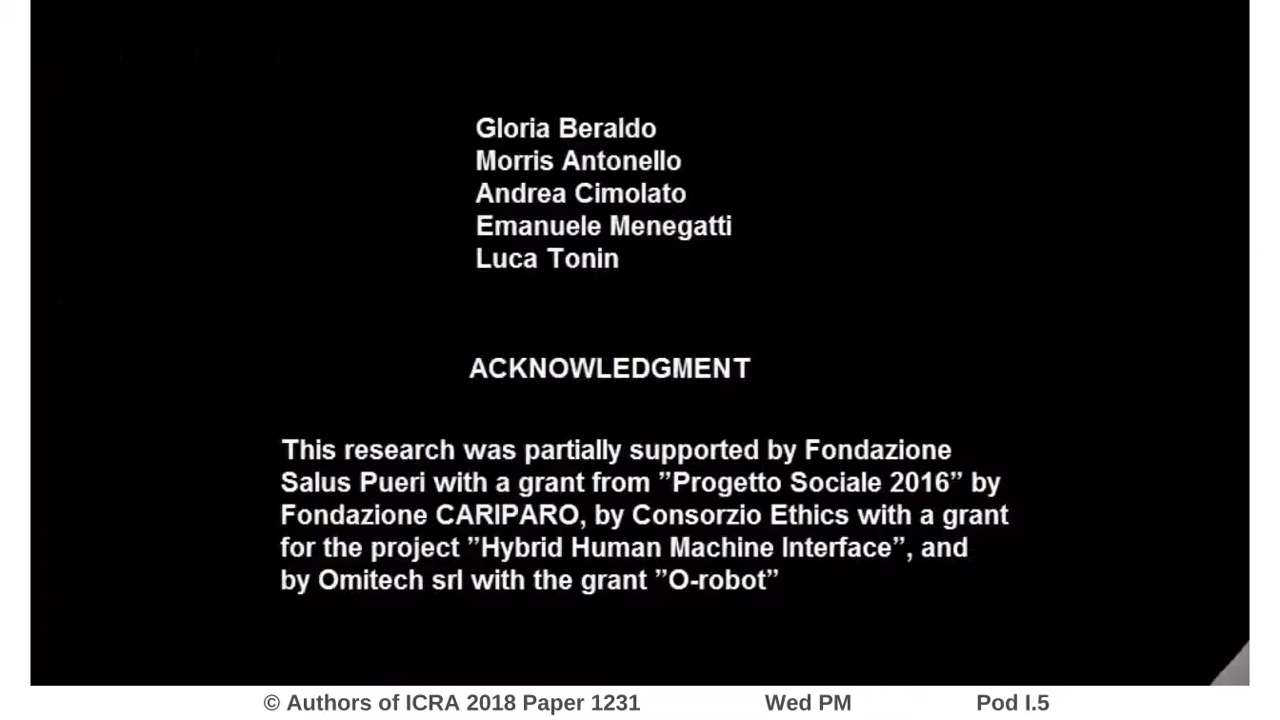 Gloria Beraldo
Morris Antonello
Andrea Cimolato
Emanuele Menegatti
Luca Tonin
ACKNOWLEDGMENT
This research was partially supported by Fondazione
Salus Pueri with a grant from ”Progetto Sociale 2016” by
Fondazione CARIPARO, by Consorzio Ethics with a grant
for the project ”Hybrid Human Machine Interface”, and
by Omitech srl with the grant ”O-robot”
© Authors of ICRA 2018 Paper 1231 Wed PM Pod I.5